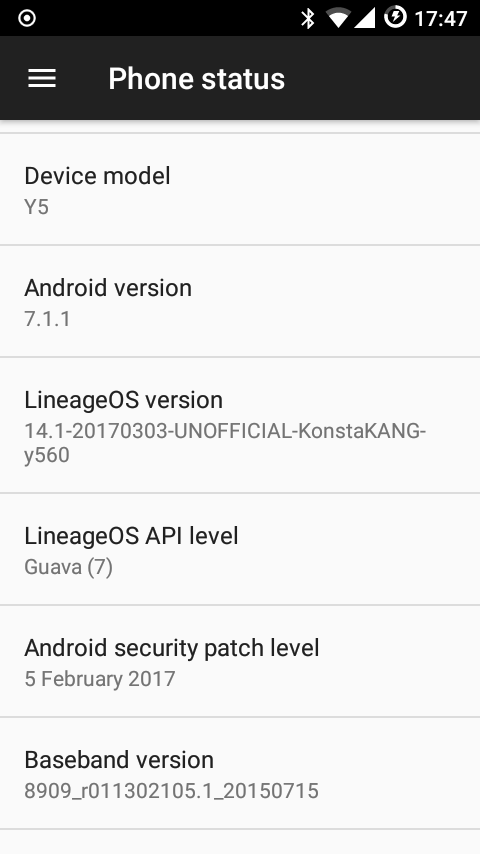 17:47
Phone status
Device model
Y5
Android version
7.1.1
LineageOS version
14.1-20170303-UNOFFICIAL-KonstaKANG-
y560
LineageOS API level
Guava (7)
Android security patch level
5 February 2017
Baseband version
8909_r011302105.1_20150715